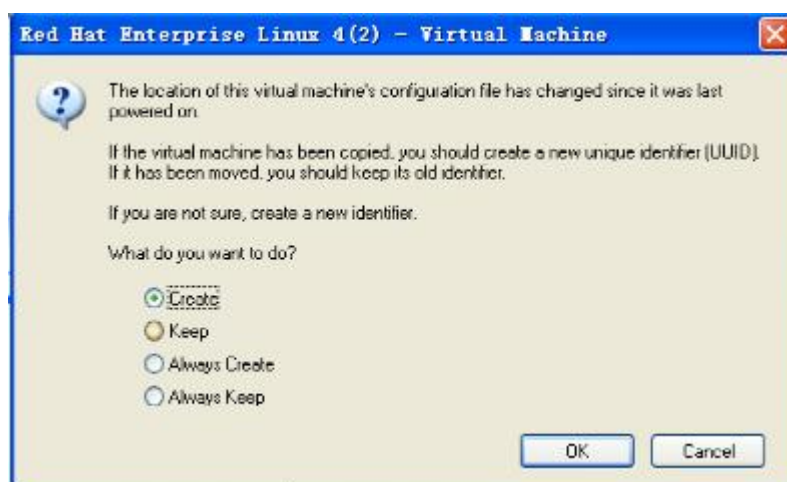 Red Hat Enterprise Linux 4(2) - Virtual Machine
The location of this virtual machine's configuration file has changed since it was last
powered on.
If the virtual machine has been copied, you should create a new unique identifier (UUID).
If it has been moved, you should keep its old identifier.
If you are not sure, create a new identifier.
What do you want to do?
Create
Keep
Always Create
Always Keep
OK Cancel